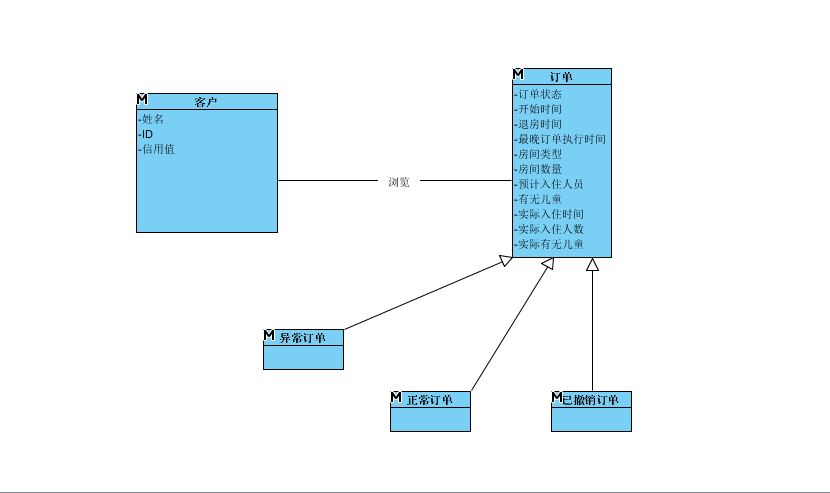 M
客户
-姓名
-ID
-信用值
浏览
M
订单
-订单状态
-开始时间
-退房时间
-最晚订单执行时间
-房间类型
-房间数量
-预计入住人员
-有无儿童
-实际入住时间
-实际入住人数
-实际有无儿童
M
异常订单
M
正常订单
M
已撤销订单